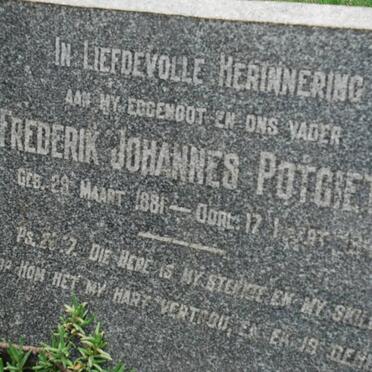 IN LIEFDEVOLLE HERINNERING
AAN MY EGGENOOT EN ONS VADER
FREDERIK JOHANNES POTGIET
GEB. 29 MAART 1881 — OORL. 17
PS. 28:7. DIE HERE IS MY STERKTE EN MY SKILD
OP HOM HET MY HART VERTROU, EN EK IS GEH